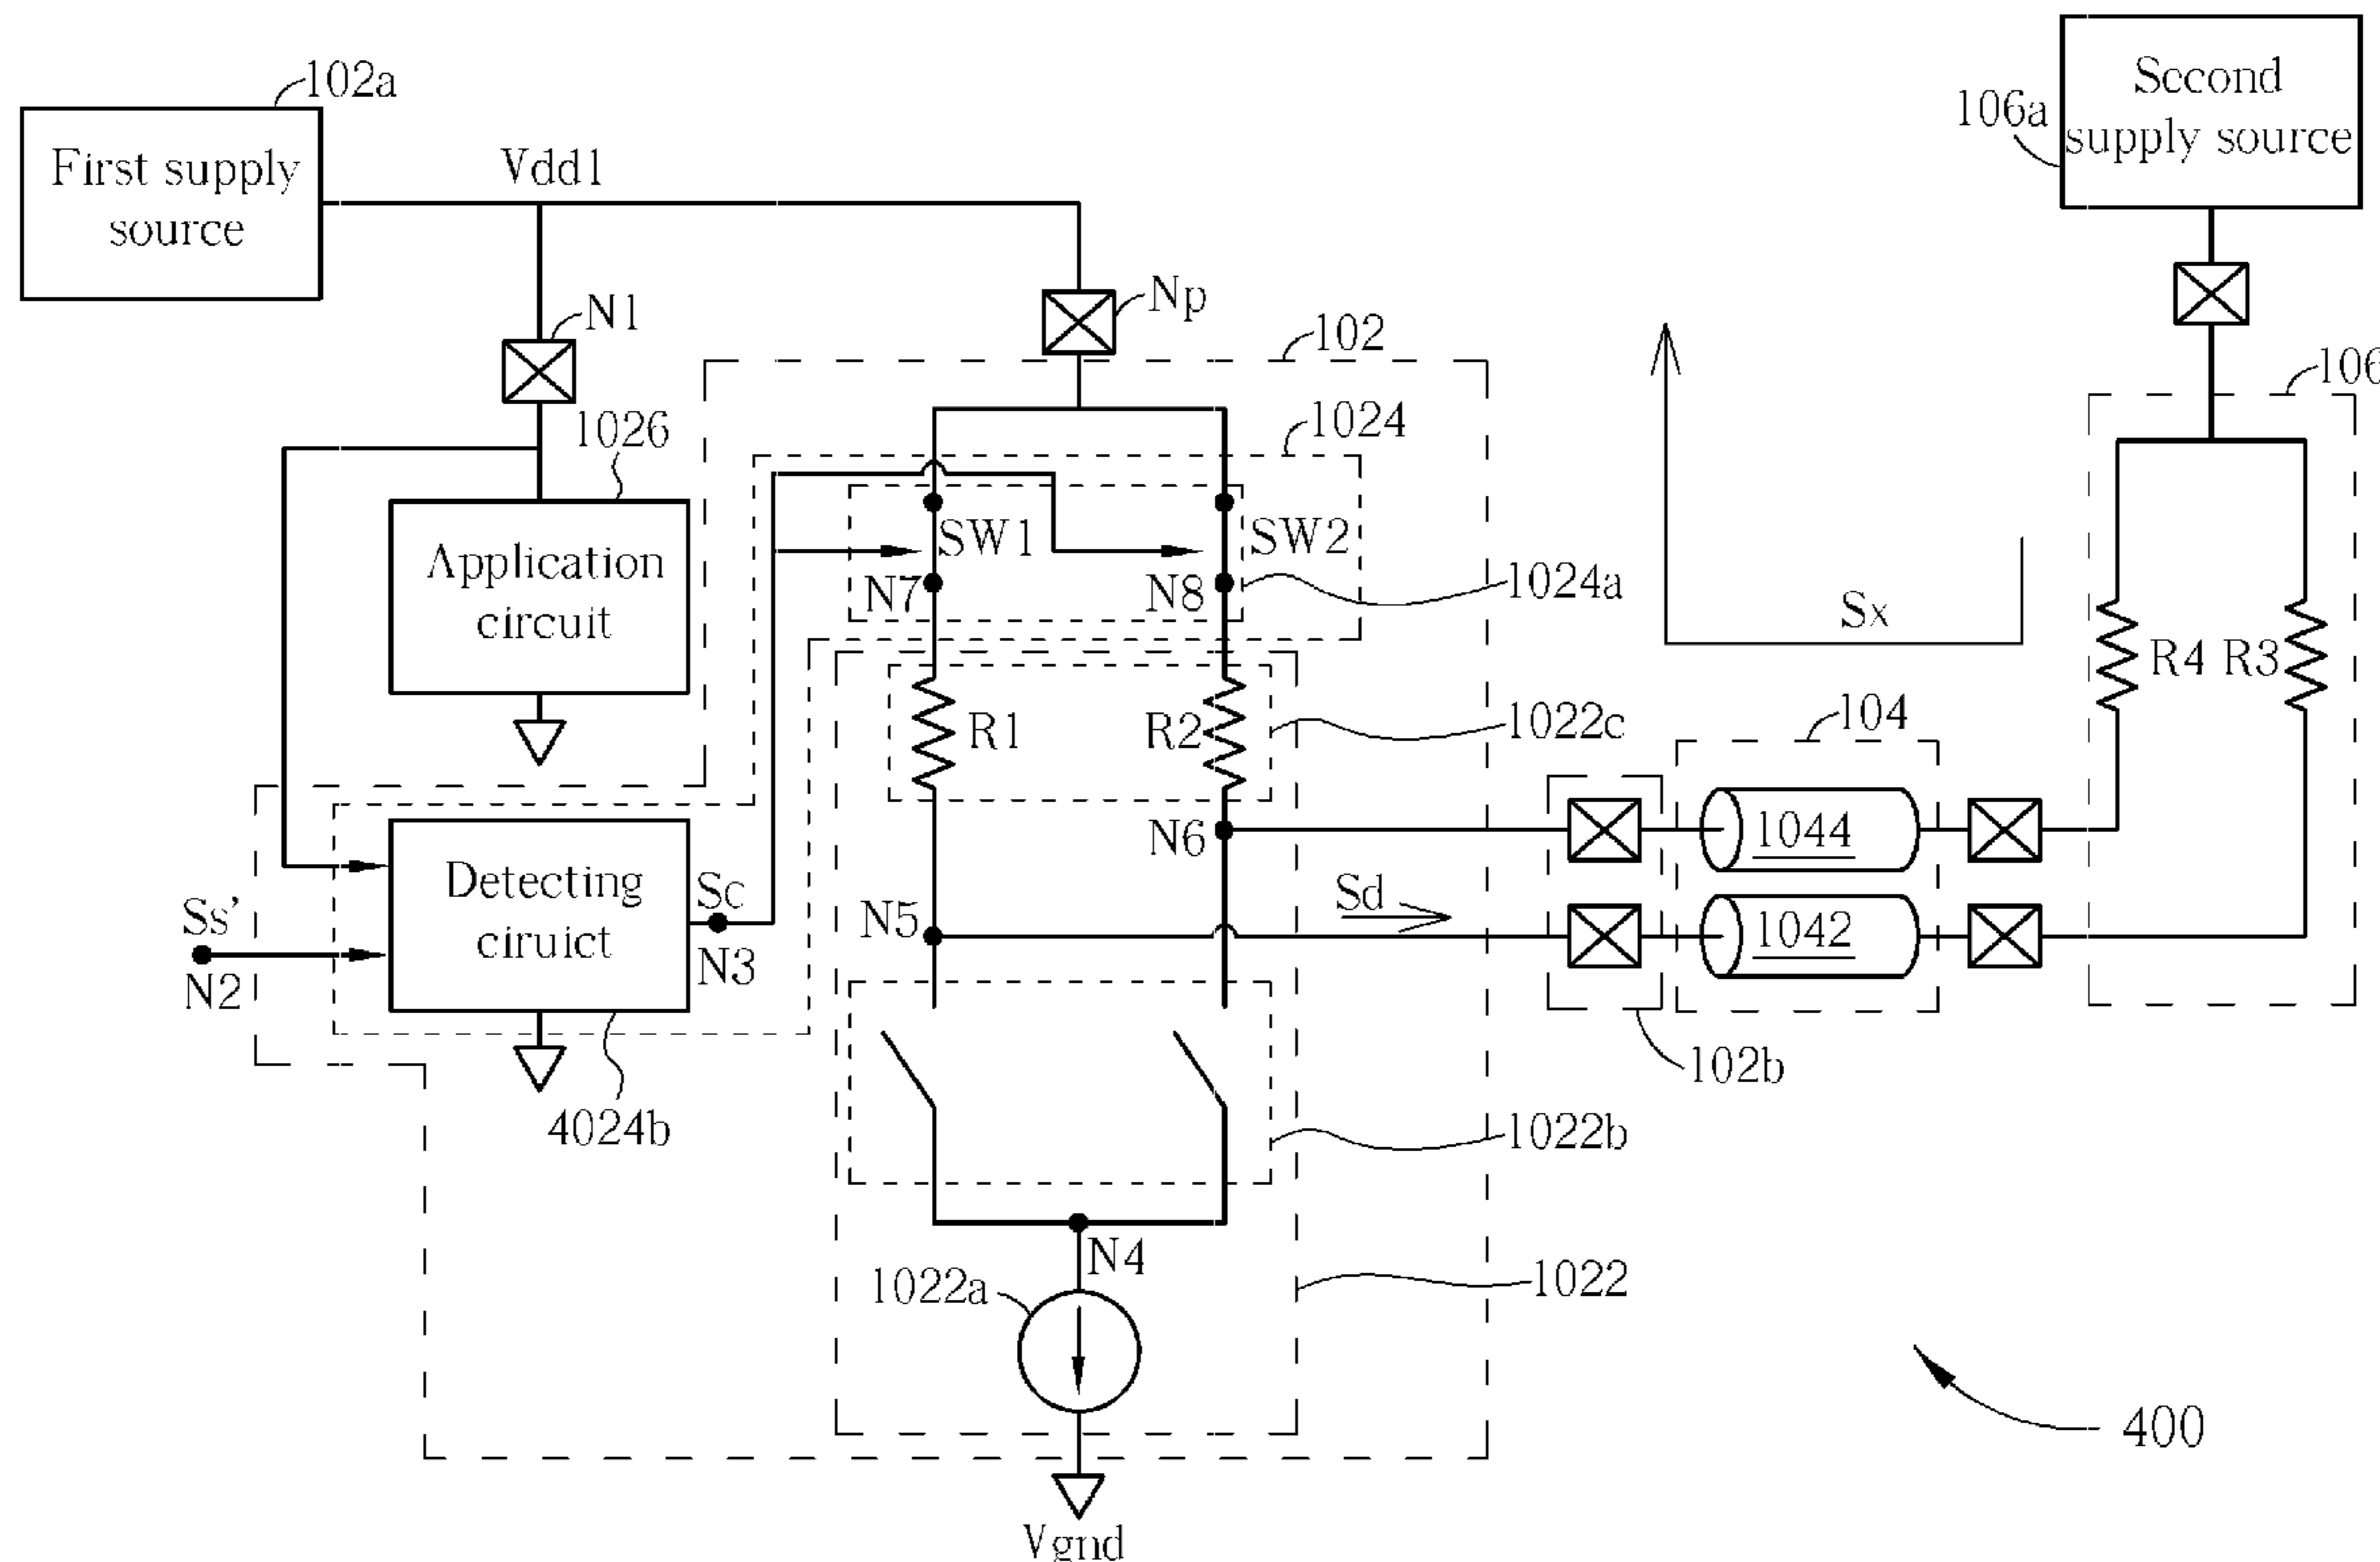 102a
First supply
source
Vdd1
Sccond
supply source
106a
N1
Np
102
106
1026
1024
Application
circuit
SW1
SW2
N7
N8
1024a
Sx
R4
R3
R1
R2
1022c
104
1044
N6
Detecting
ciruict
Sc
N3
Ss'
N2
N5
Sd
1042
102b
4024b
1022b
N4
1022a
1022
400
Vgnd